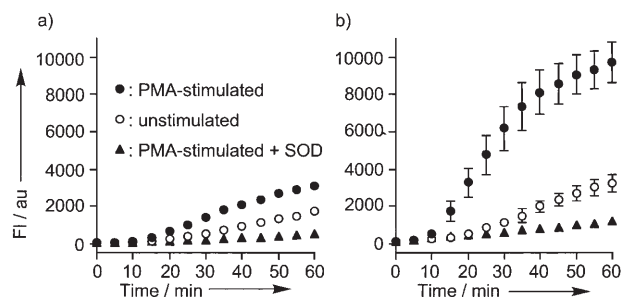 a)
10000
8000
6000
4000
2000
0
FI / au
● : PMA-stimulated
○ : unstimulated
▲ : PMA-stimulated + SOD
0 10 20 30 40 50 60
Time / min
b)
10000
8000
6000
4000
2000
0
0 10 20 30 40 50 60
Time / min